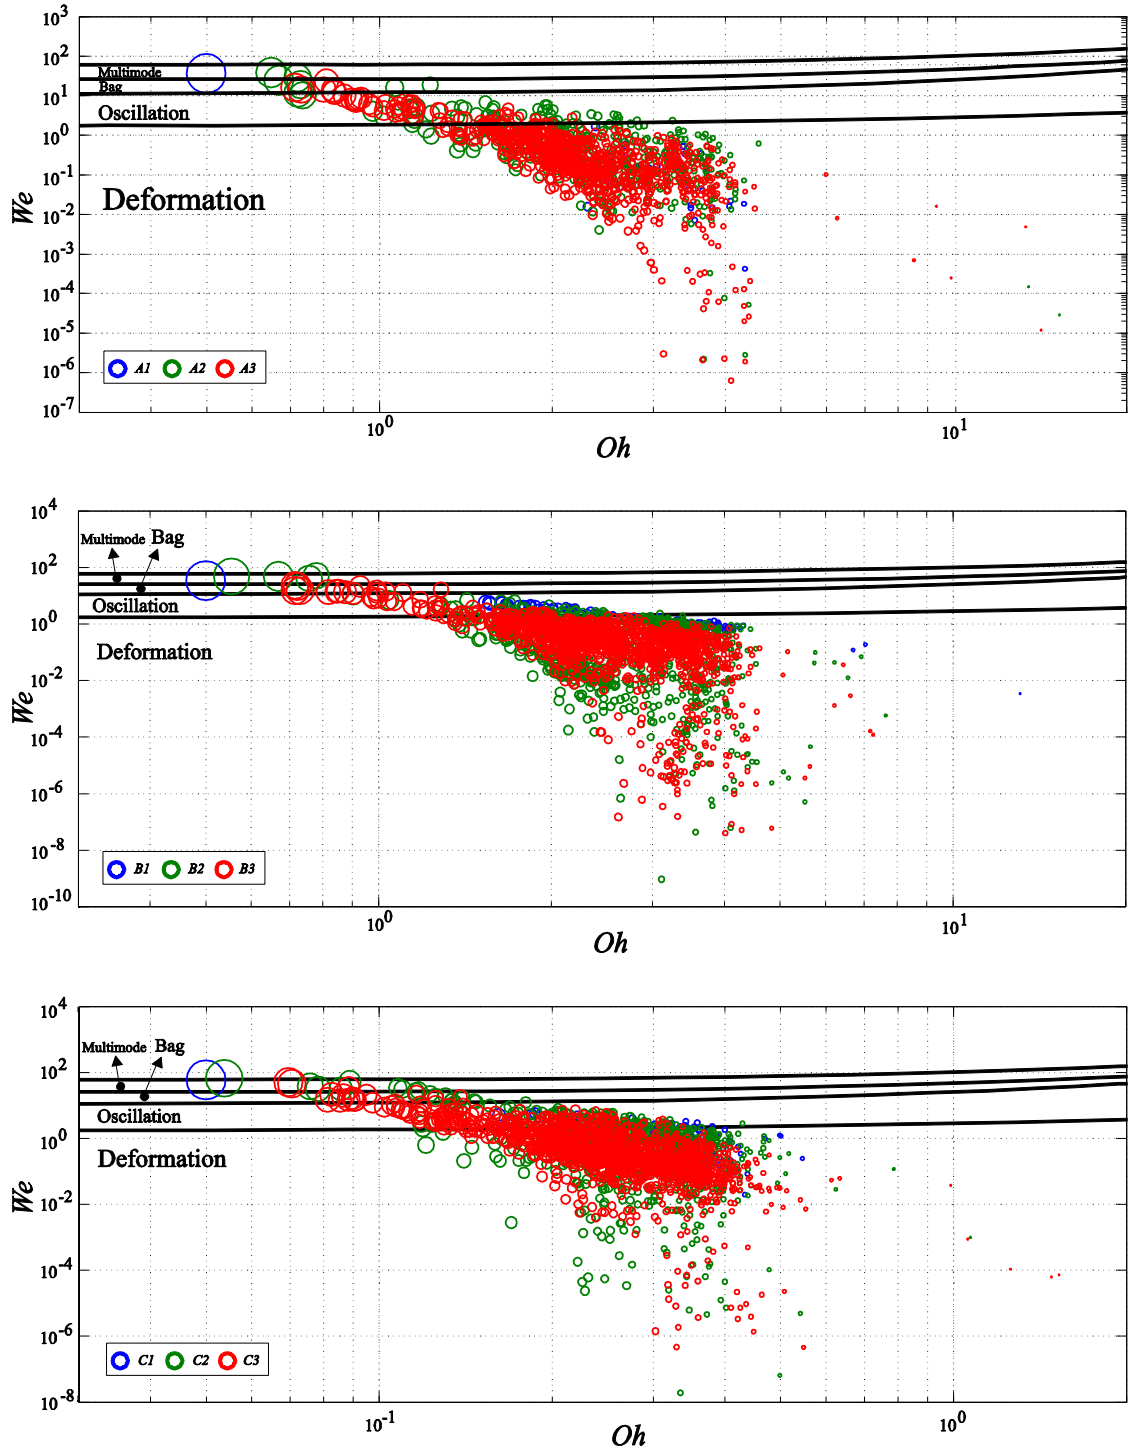 10^3
10^2
Multimode
Bag
10^1
Oscillation
10^0
10^-1
Deformation
10^-2
We
10^-3
10^-4
10^-5
A1 A2 A3
10^-6
10^-7
10^0 10^1
Oh
10^4
Multimode Bag
10^2
Oscillation
10^0
Deformation
10^-2
We
10^-4
10^-6
10^-8
B1 B2 B3
10^-10
10^0 10^1
Oh
10^4
Multimode Bag
10^2
Oscillation
10^0
Deformation
We
10^-2
10^-4
10^-6
C1 C2 C3
10^-8
10^-1 10^0
Oh